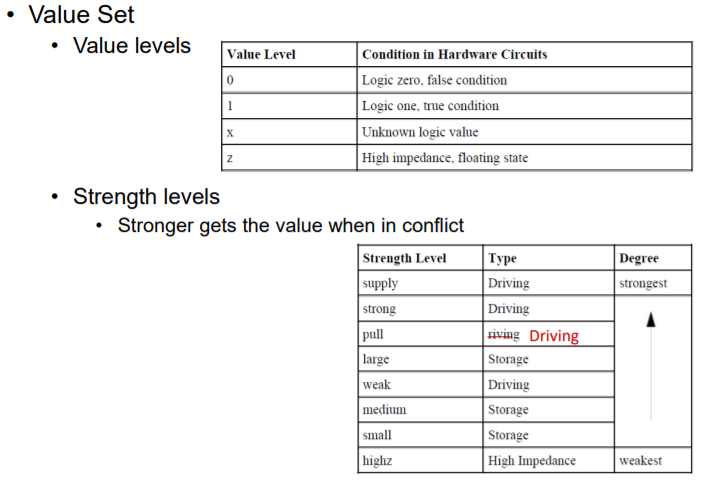 • Value Set
• Value levels
Value Level Condition in Hardware Circuits
0 Logic zero, false condition
1 Logic one, true condition
x Unknown logic value
z High impedance, floating state
• Strength levels
• Stronger gets the value when in conflict
Strength Level Type Degree
supply Driving strongest
strong Driving
pull riving Driving
large Storage
weak Driving
medium Storage
small Storage
highz High Impedance weakest